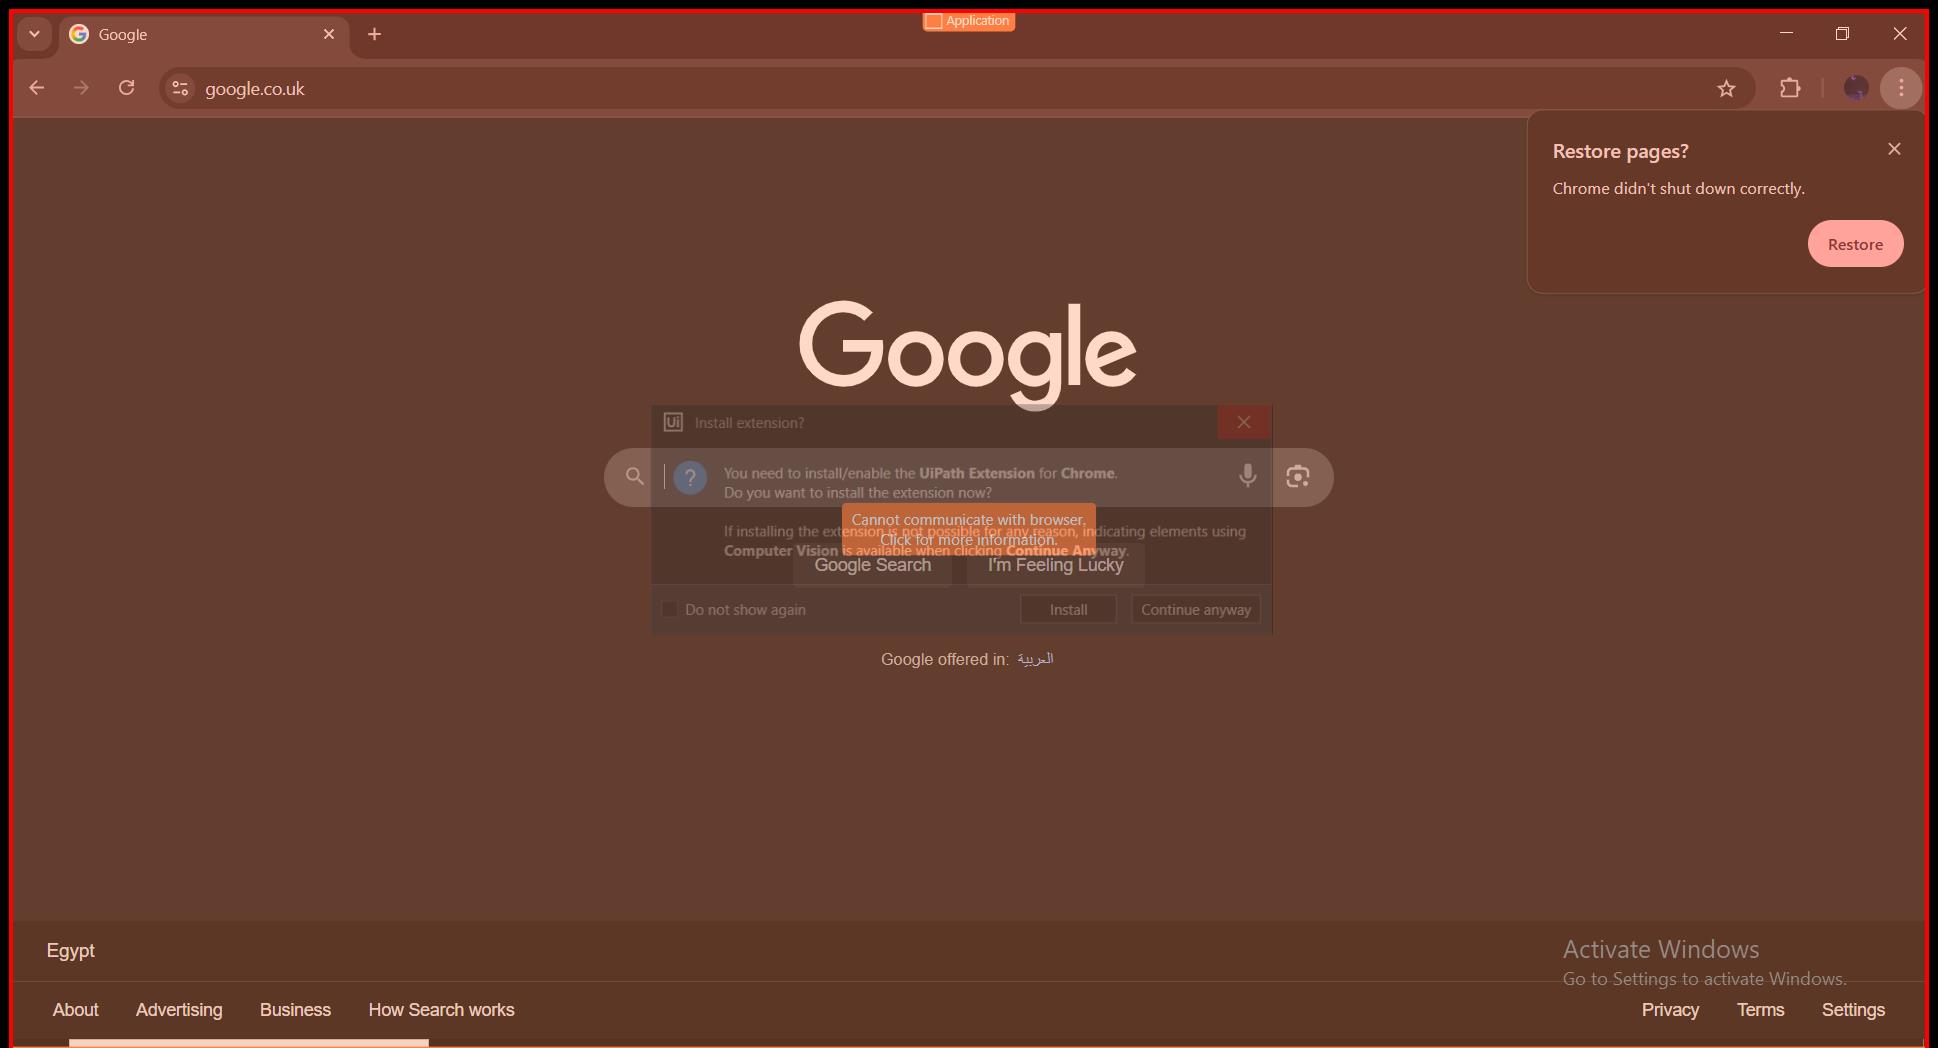 Application
Google
google.co.uk
Restore pages?
Chrome didn't shut down correctly.
Restore
Google
Ui Install extension?
You need to install/enable the UiPath Extension for Chrome.
Do you want to install the extension now?
Cannot communicate with browser.
Click for more information.
If installing the extension is not possible for any reason, indicating elements using
Computer Vision is available when clicking Continue Anyway.
Google Search
I'm Feeling Lucky
Do not show again
Install
Continue anyway
Google offered in: العربية
Egypt
Activate Windows
Go to Settings to activate Windows.
About
Advertising
Business
How Search works
Privacy
Terms
Settings